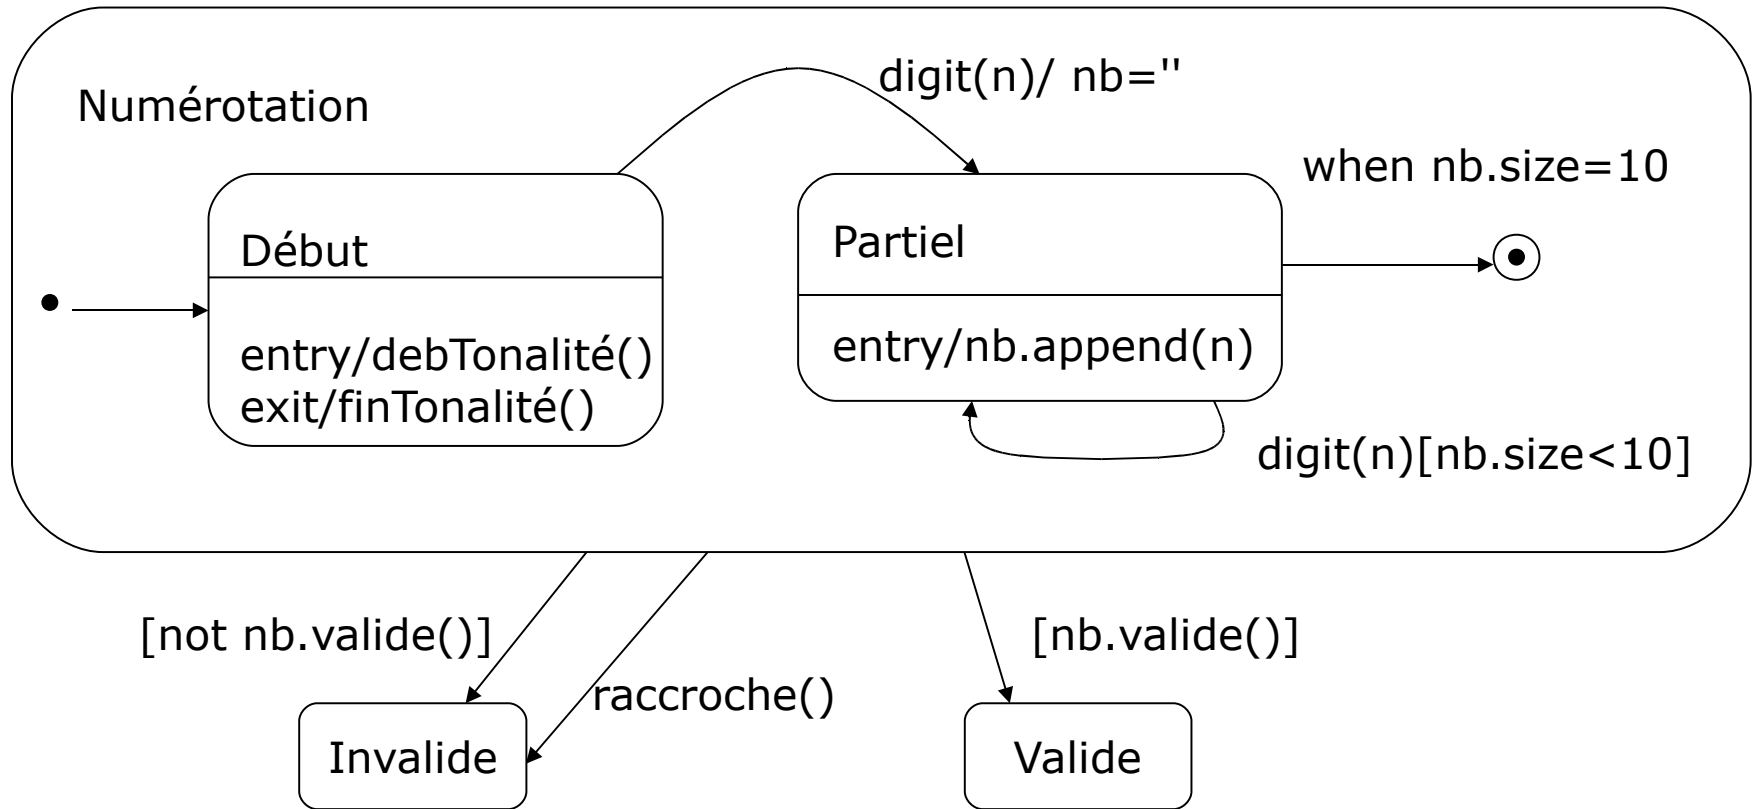 Numérotation
digit(n)/ nb=''
when nb.size=10
Début
entry/debTonalité()
exit/finTonalité()
Partiel
entry/nb.append(n)
digit(n)[nb.size<10]
[not nb.valide()]
raccroche()
[nb.valide()]
Invalide
Valide